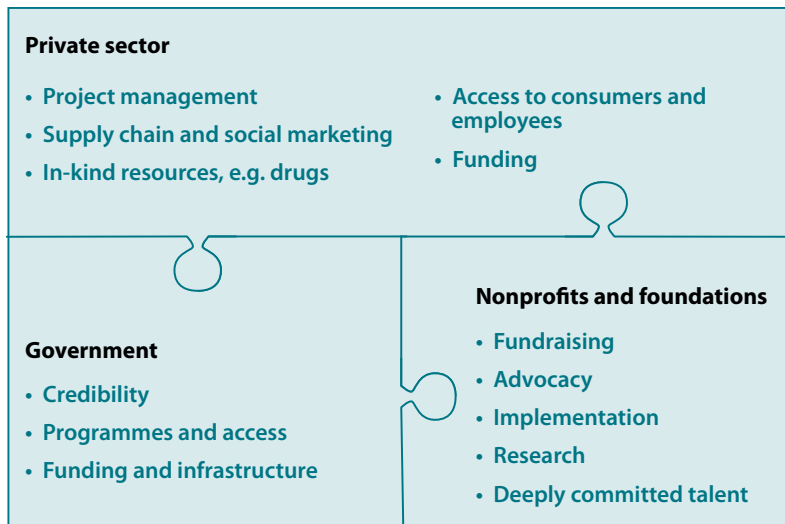 Private sector
• Project management
• Supply chain and social marketing
• In-kind resources, e.g. drugs
• Access to consumers and
employees
• Funding
Government
• Credibility
• Programmes and access
• Funding and infrastructure
Nonprofits and foundations
• Fundraising
• Advocacy
• Implementation
• Research
• Deeply committed talent